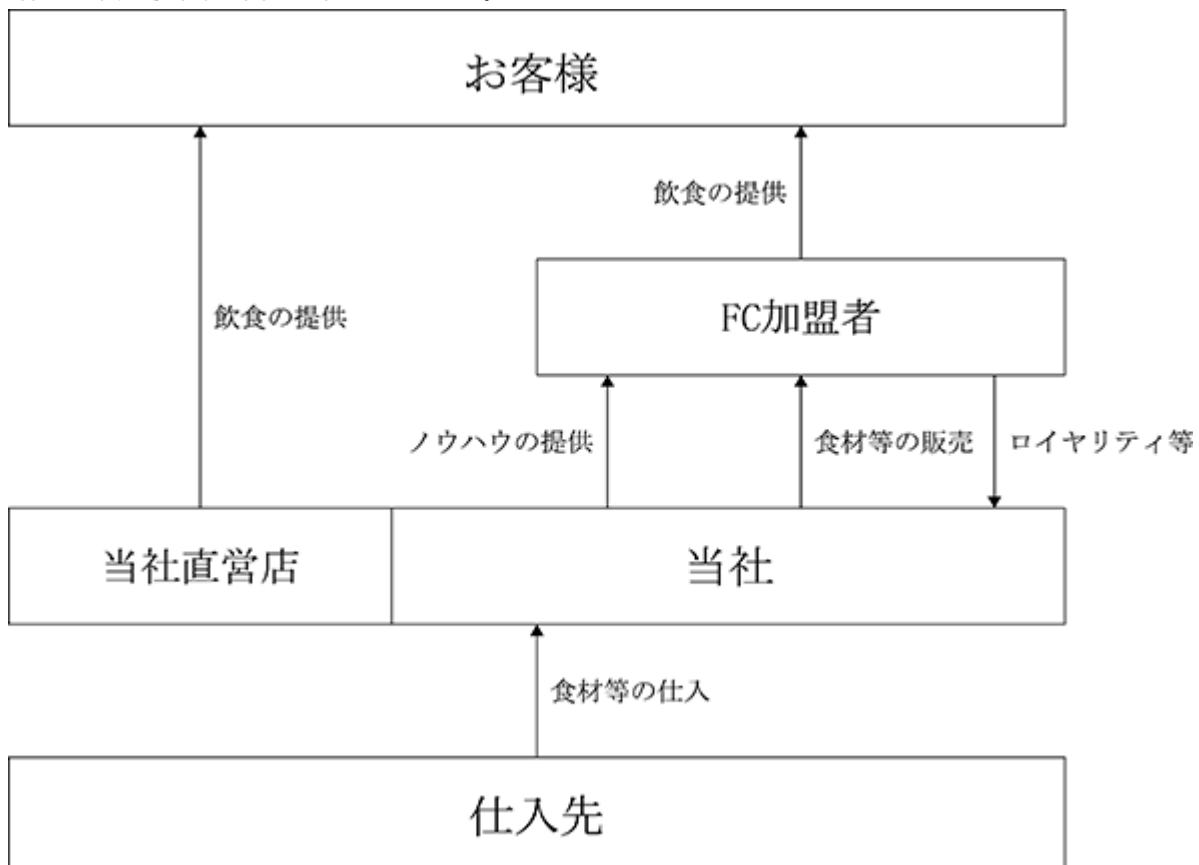 お客様
飲食の提供
飲食の提供
FC加盟者
ノウハウの提供
食材等の販売
ロイヤリティ等
当社直営店
当社
食材等の仕入
仕入先